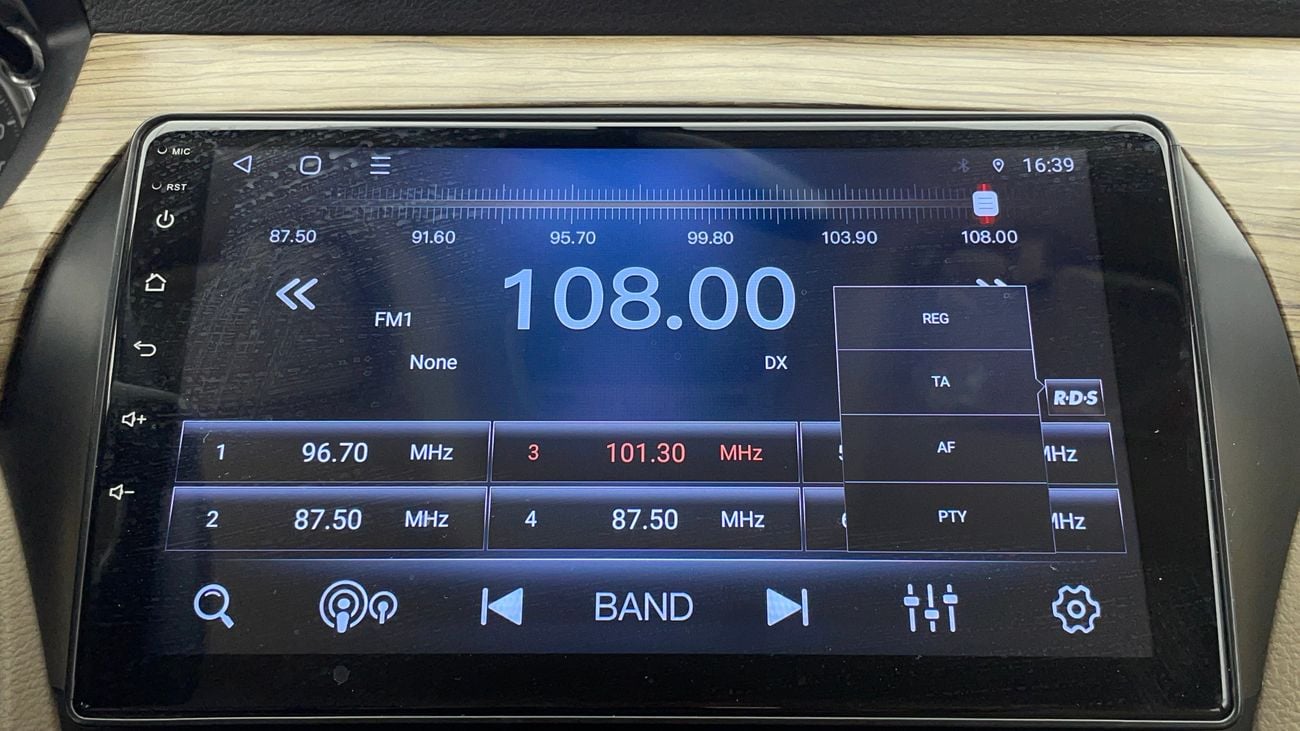 MIC
16:39
RST
87.50 91.60 95.70 99.80 103.90 108.00
108.00
FM1
REG
None DX
TA
R·D·S
AF
PTY
1 96.70 MHz 3 101.30 MHz
2 87.50 MHz 4 87.50 MHz
BAND